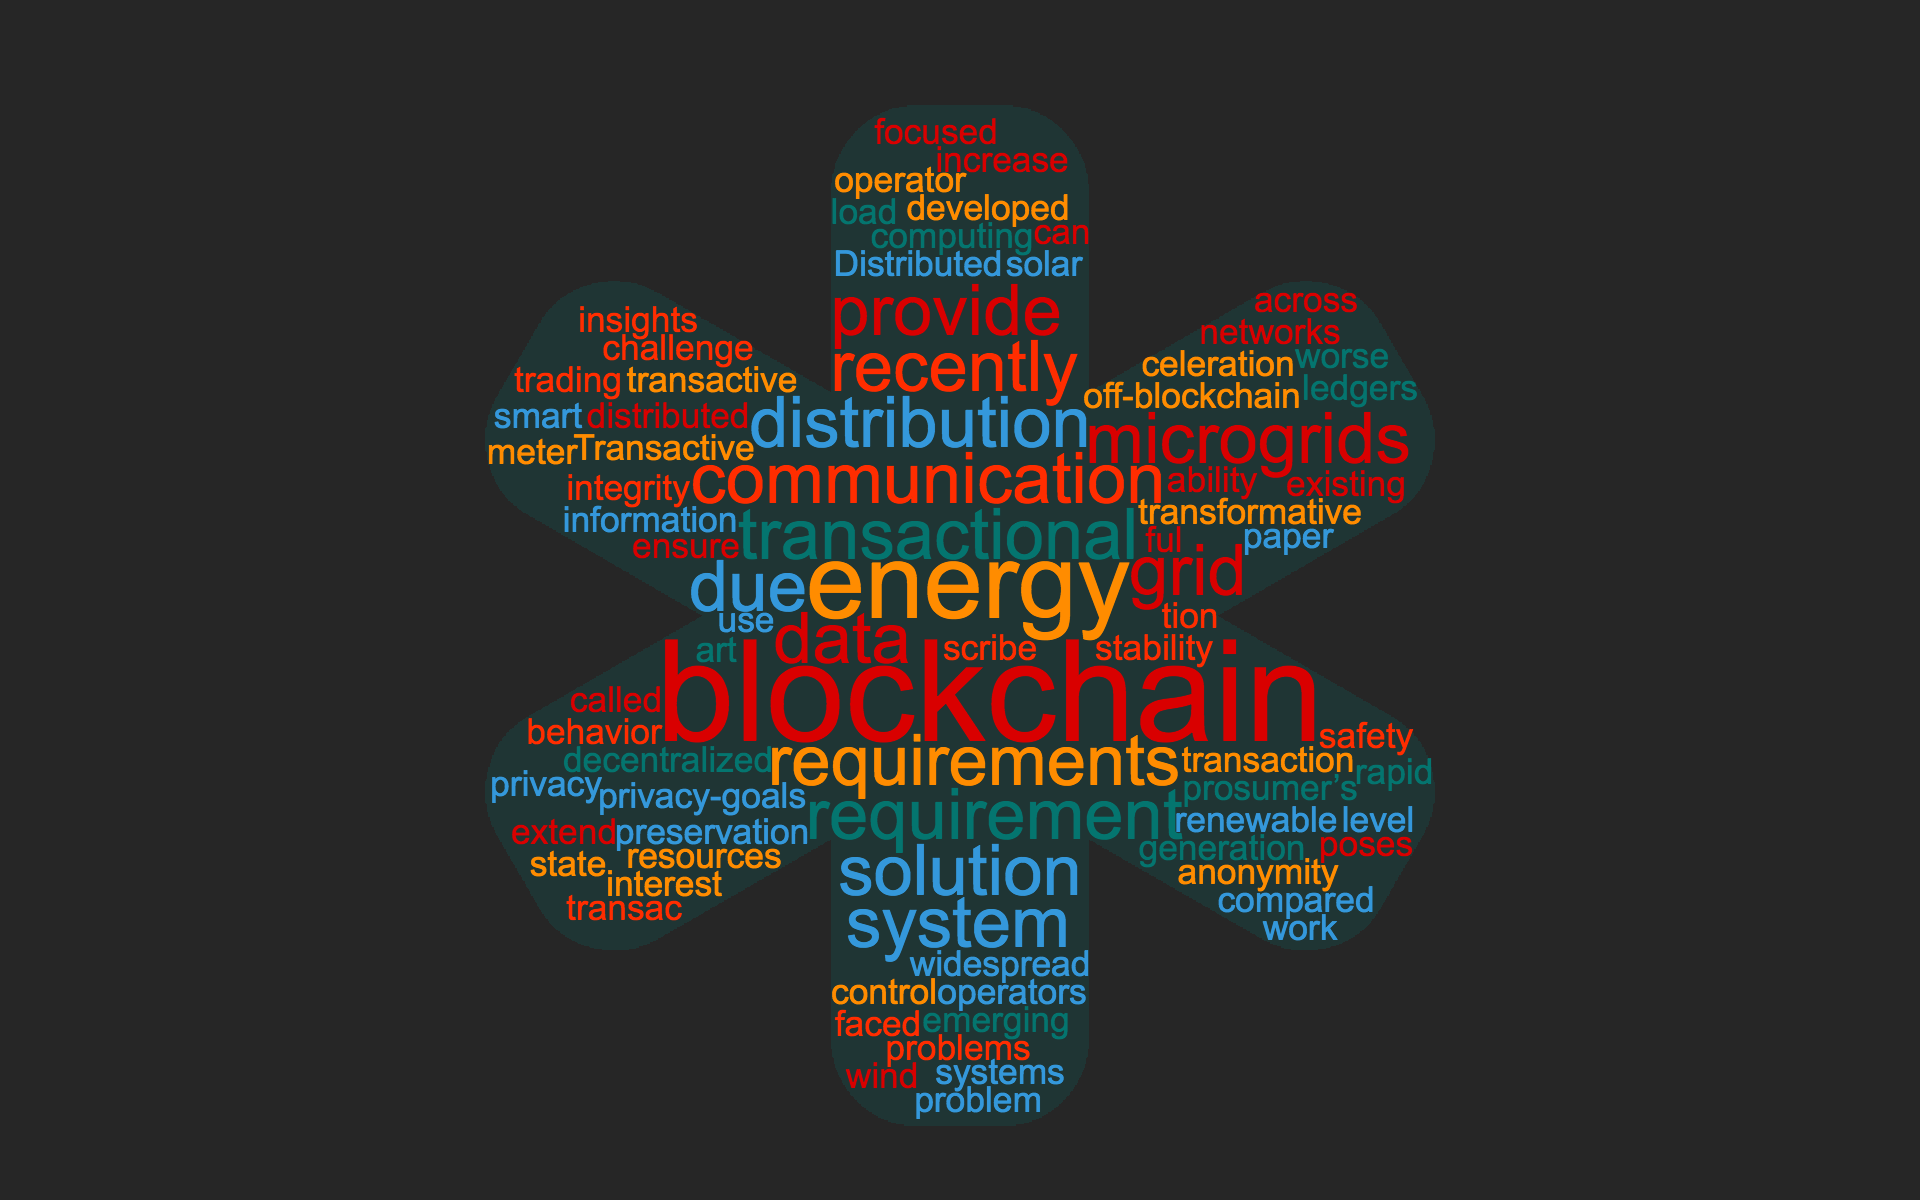 focused
increase
operator
load developed
computing can
Distributed solar
provide
recently
insights
challenge
trading transactive
smart distributed distribution
meter Transactive
integrity communication
information transactional
ensure
across
networks
celeration worse
off-blockchain ledgers
microgrids
ability existing
transformative
ful paper
due energy grid
use data tion
art scribe stability
blockchain
called
behavior
decentralized requirements transaction safety
privacy privacy-goals prosumer’s rapid
extend preservation requirement renewable level
state resources generation poses
interest anonymity
transac compared
work
solution
system
widespread
control operators
faced emerging
problems
wind systems
problem